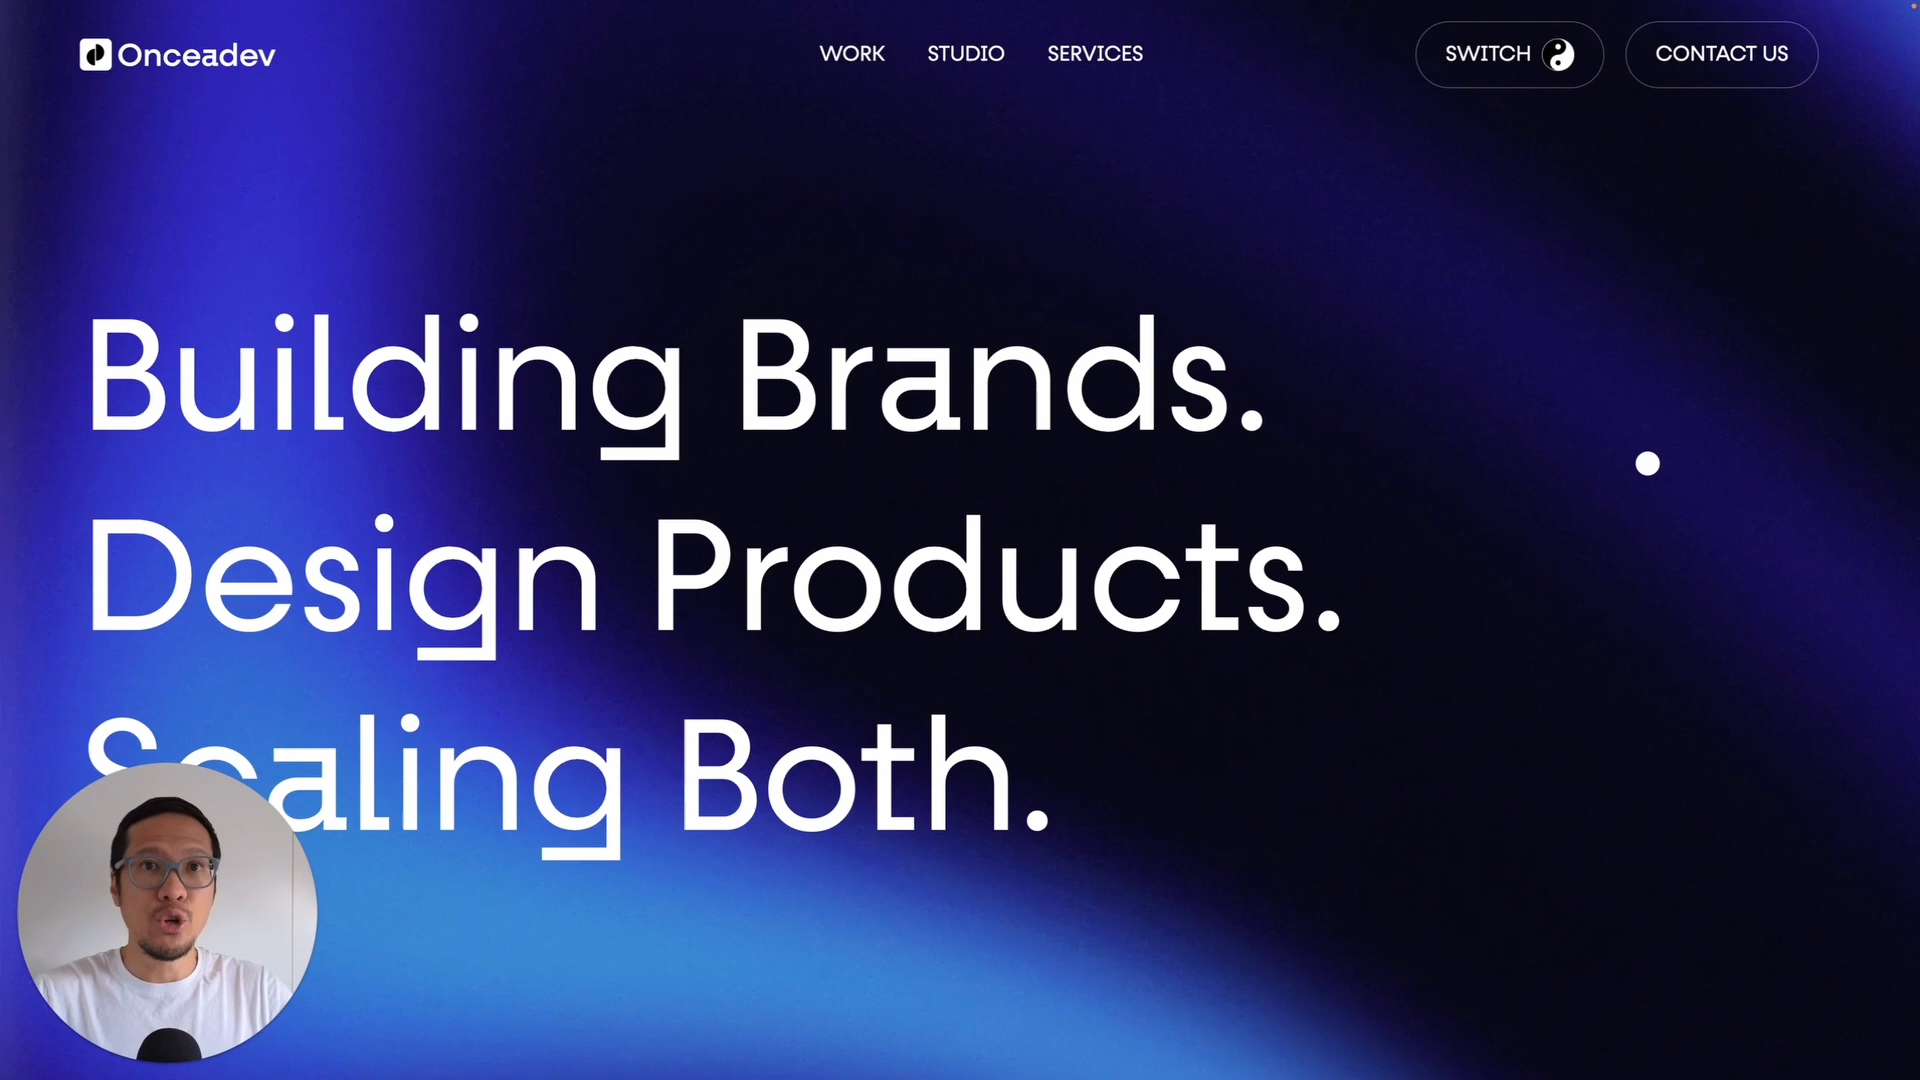 Onceadev
WORK STUDIO SERVICES
SWITCH
CONTACT US
Building Brands.
Design Products.
Scaling Both.